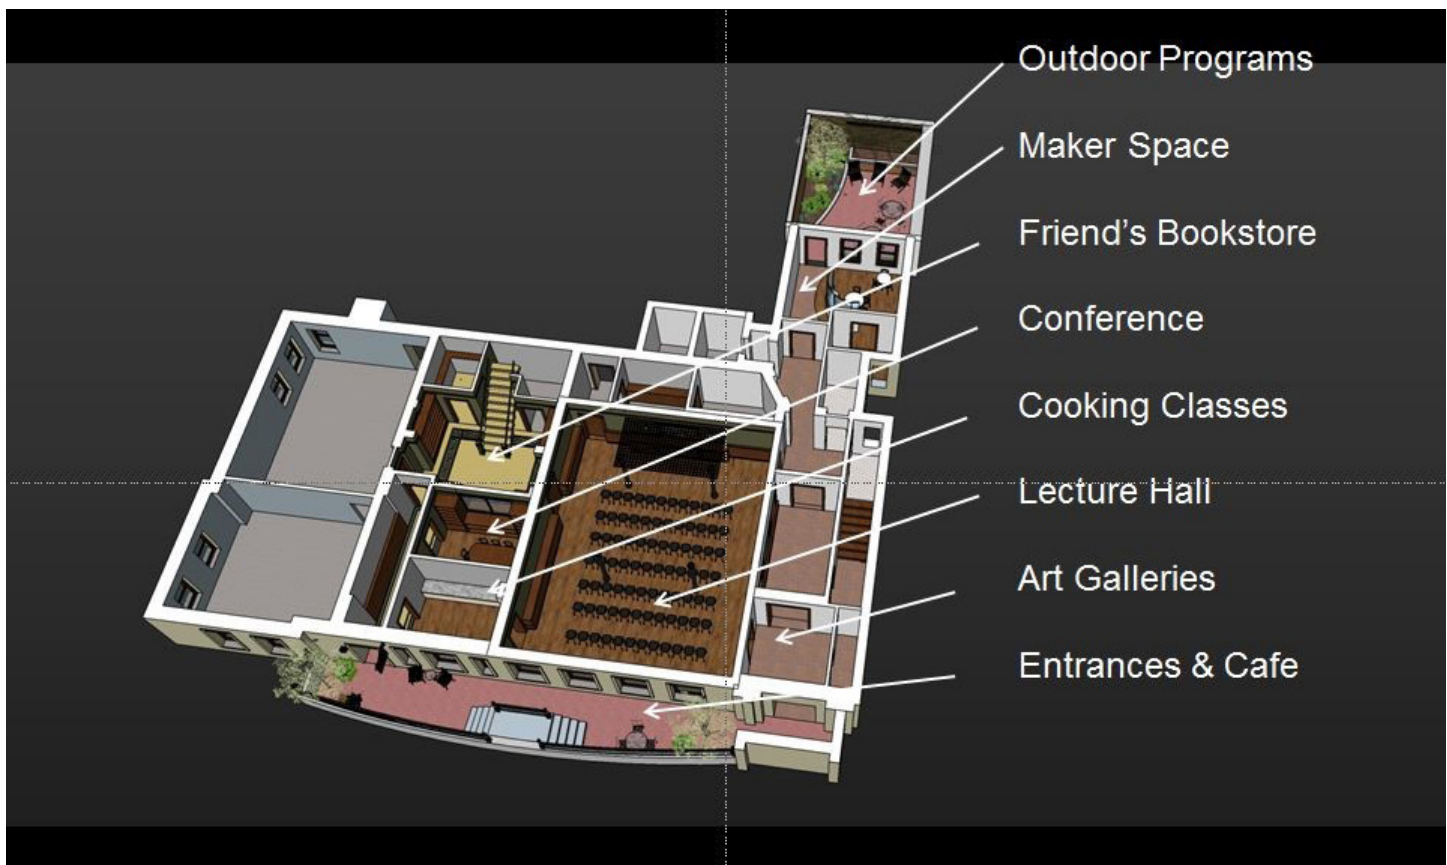 Outdoor Programs
Maker Space
Friend's Bookstore
Conference
Cooking Classes
Lecture Hall
Art Galleries
Entrances & Cafe